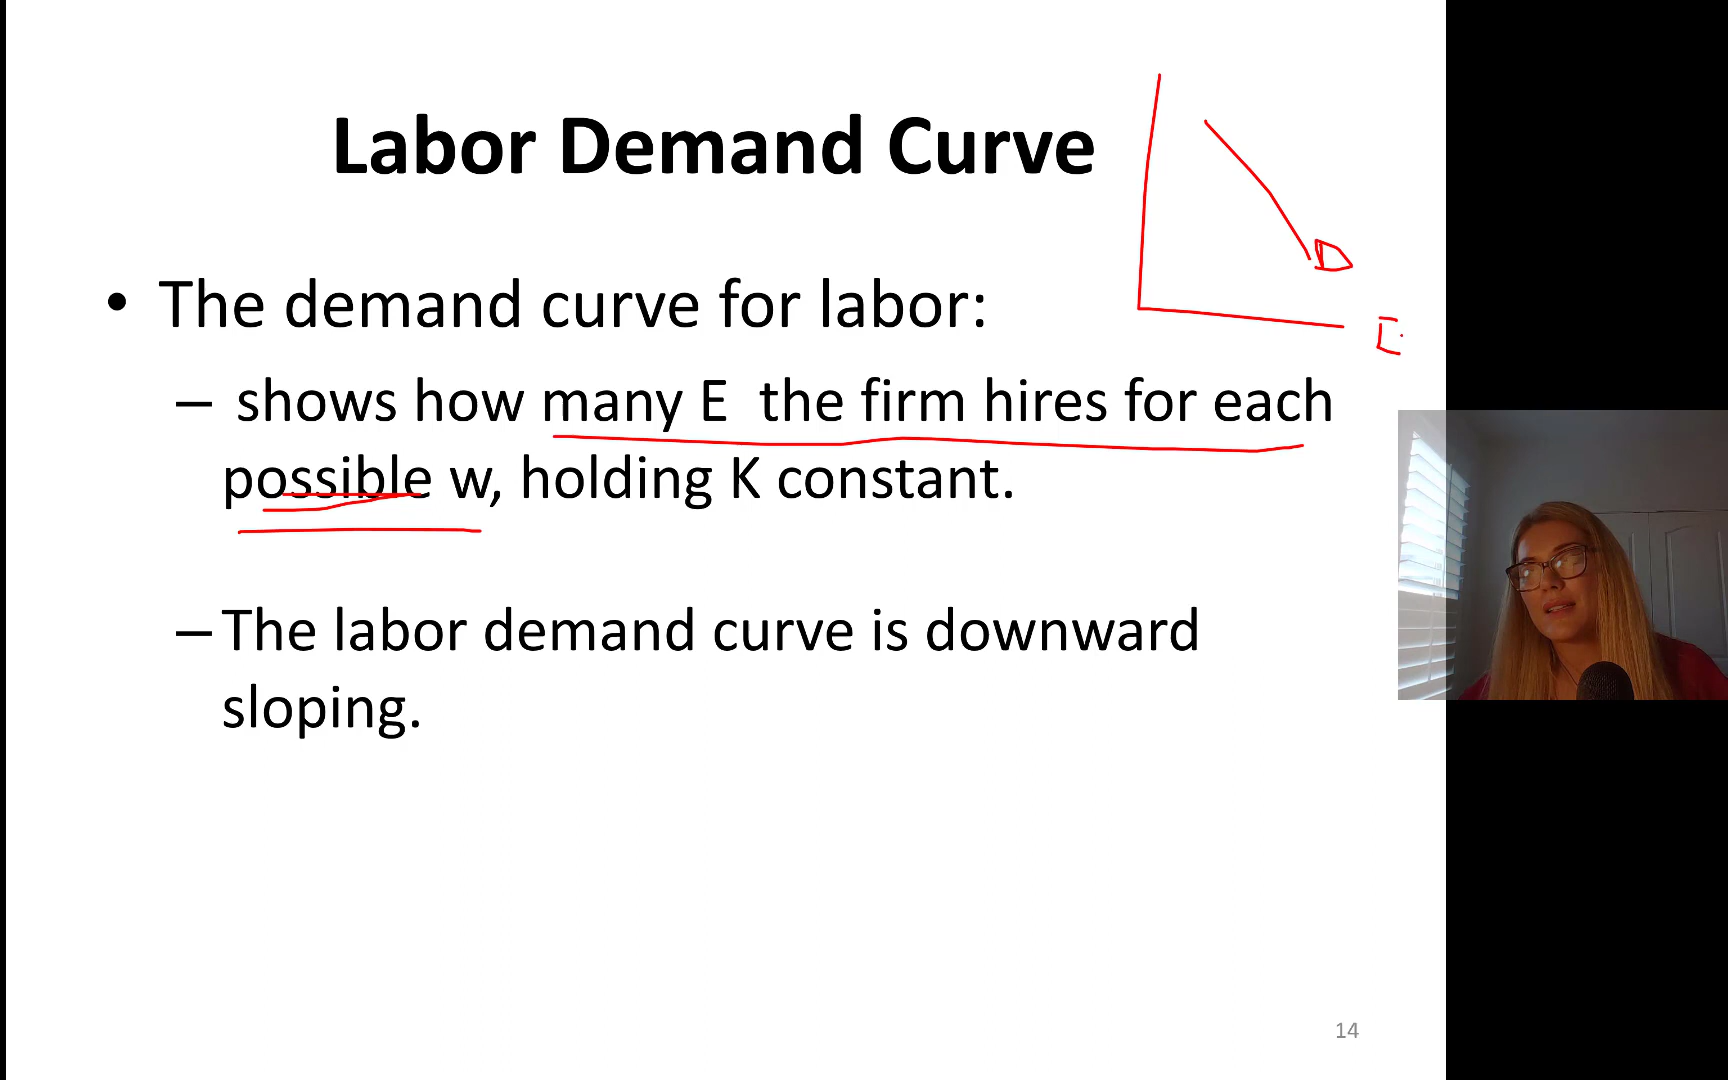 Labor Demand Curve
D
• The demand curve for labor:
E
– shows how many E the firm hires for each
possible w, holding K constant.
– The labor demand curve is downward
sloping.
14